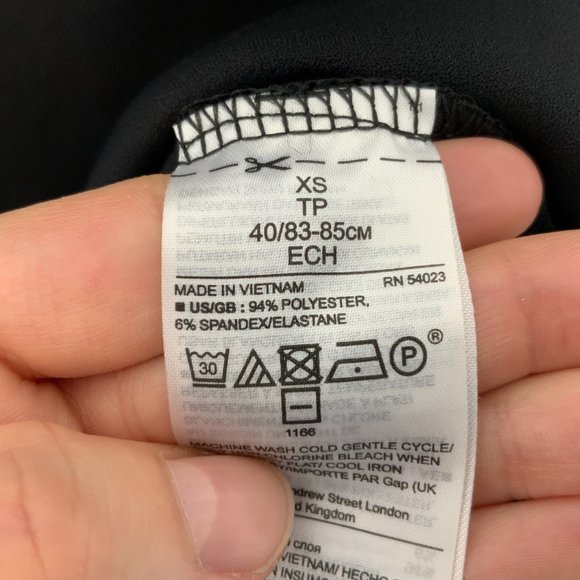 XS
TP
40/83-85CM
ECH
MADE IN VIETNAM RN 54023
US/GB : 94% POLYESTER,
6% SPANDEX/ELASTANE
30 P ®
1166
MACHINE WASH COLD GENTLE CYCLE/
CHLORINE BLEACH WHEN
FLAT/ COOL IRON
/IMPORTE PAR Gap (UK
Andrew Street London
Kingdom
VIETNAM/